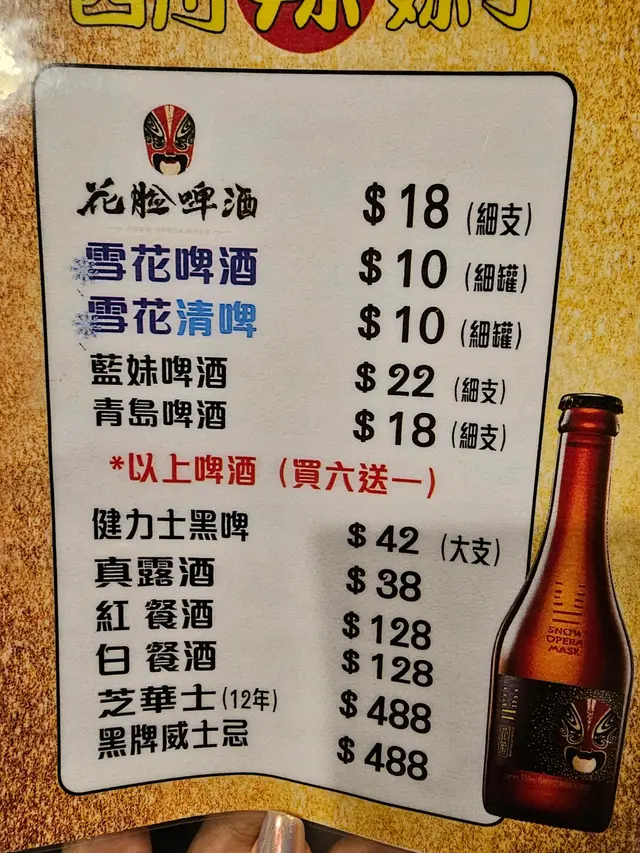 花脸啤酒 $18 (細支)
雪花啤酒 $10 (細罐)
雪花清啤 $10 (細罐)
藍妹啤酒 $22 (細支)
青島啤酒 $18 (細支)
*以上啤酒 (買六送一)
健力士黑啤 $42 (大支)
真露酒 $38
紅 餐酒 $128
白 餐酒 $128
芝華士 (12年) $488
黑牌威士忌 $488
SNOW
OPERA
MASK